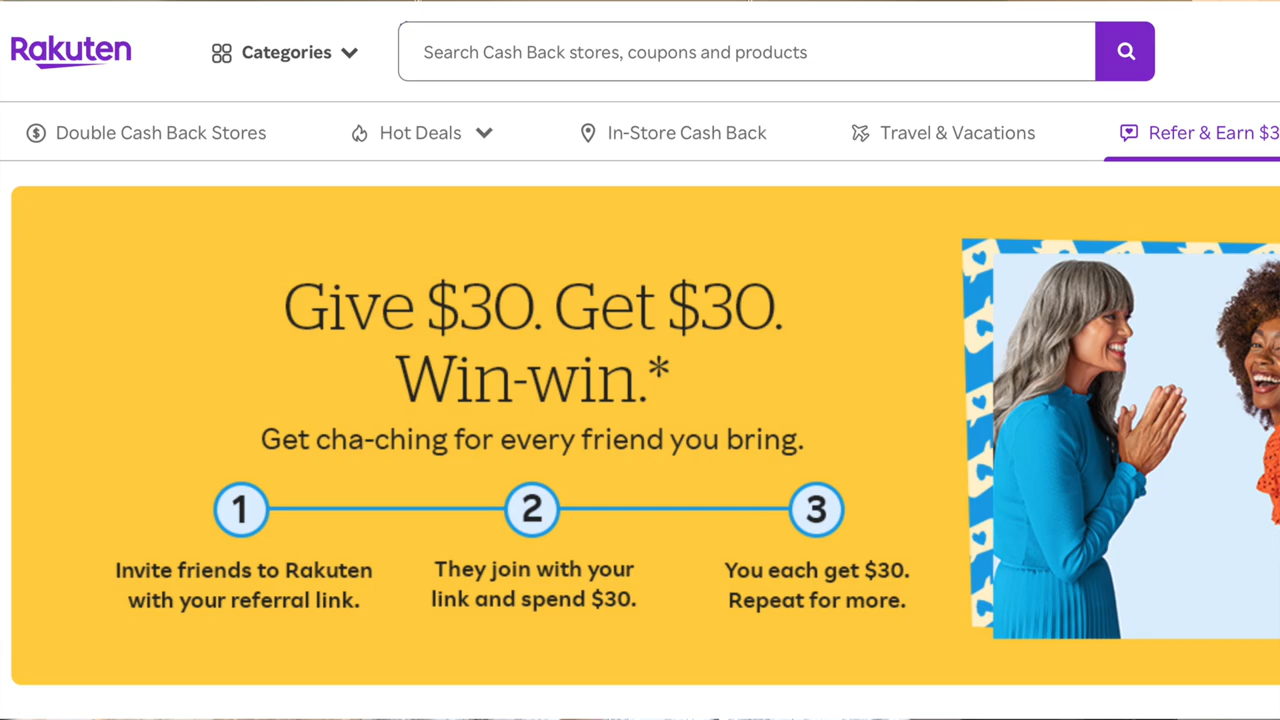 Rakuten
Categories
Search Cash Back stores, coupons and products
Double Cash Back Stores
Hot Deals
In-Store Cash Back
Travel & Vacations
Refer & Earn $3
Give $30. Get $30.
Win-win.*
Get cha-ching for every friend you bring.
1
2
3
Invite friends to Rakuten
with your referral link.
They join with your
link and spend $30.
You each get $30.
Repeat for more.